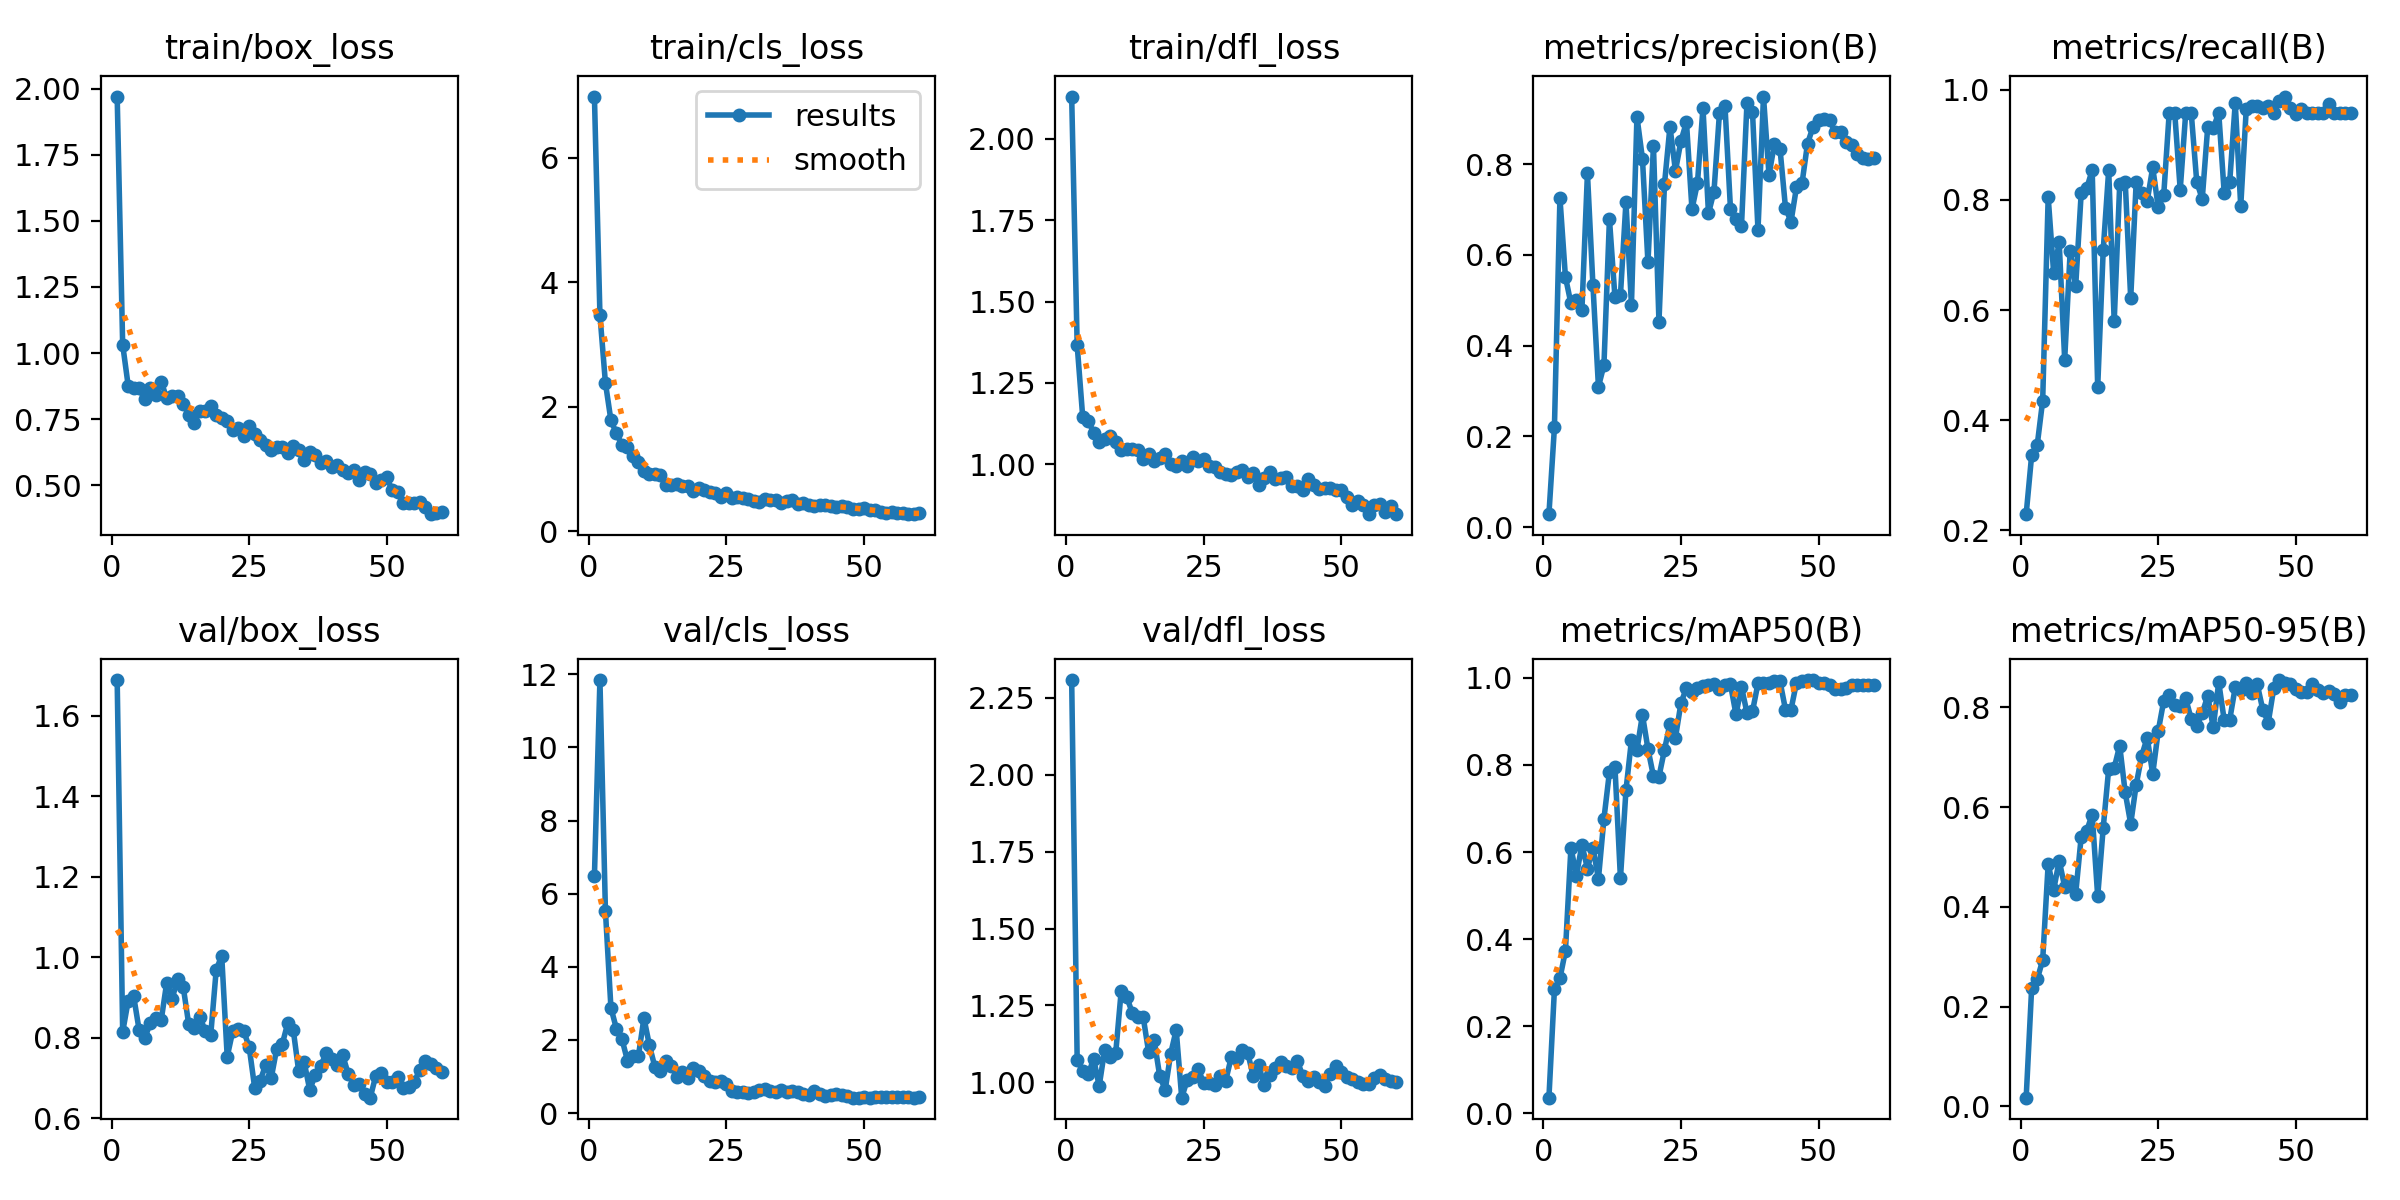 train/box_loss
2.00
1.75
1.50
1.25
1.00
0.75
0.50
0 25 50
train/cls_loss
results
smooth
6
4
2
0
0 25 50
train/dfl_loss
2.00
1.75
1.50
1.25
1.00
0 25 50
metrics/precision(B)
0.8
0.6
0.4
0.2
0.0
0 25 50
metrics/recall(B)
1.0
0.8
0.6
0.4
0.2
0 25 50
val/box_loss
1.6
1.4
1.2
1.0
0.8
0.6
0 25 50
val/cls_loss
12
10
8
6
4
2
0
0 25 50
val/dfl_loss
2.25
2.00
1.75
1.50
1.25
1.00
0 25 50
metrics/mAP50(B)
1.0
0.8
0.6
0.4
0.2
0.0
0 25 50
metrics/mAP50-95(B)
0.8
0.6
0.4
0.2
0.0
0 25 50